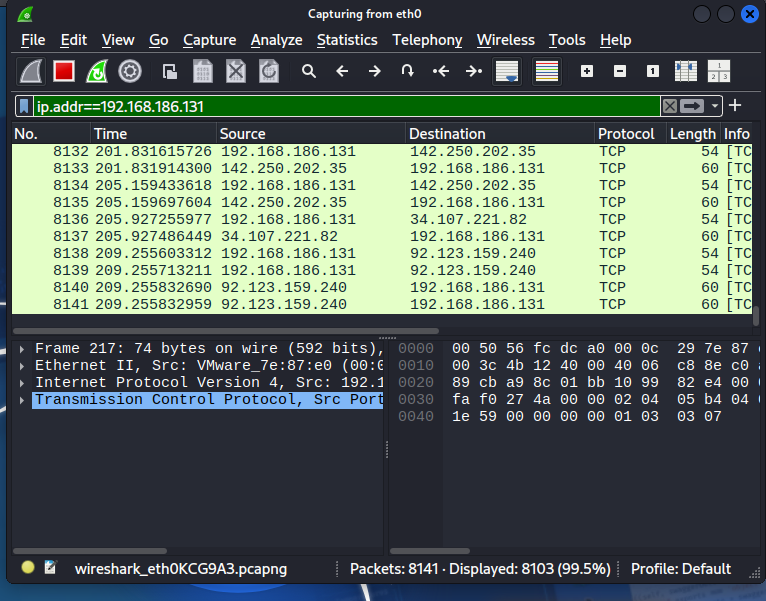 Capturing from eth0
File Edit View Go Capture Analyze Statistics Telephony Wireless Tools Help
ip.addr==192.168.186.131
No. Time Source Destination Protocol Length Info
8132 201.831615726 192.168.186.131 142.250.202.35 TCP 54 [TC
8133 201.831914300 142.250.202.35 192.168.186.131 TCP 60 [TC
8134 205.159433618 192.168.186.131 142.250.202.35 TCP 54 [TC
8135 205.159697604 142.250.202.35 192.168.186.131 TCP 60 [TC
8136 205.927255977 192.168.186.131 34.107.221.82 TCP 54 [TC
8137 205.927486449 34.107.221.82 192.168.186.131 TCP 60 [TC
8138 209.255603312 192.168.186.131 92.123.159.240 TCP 54 [TC
8139 209.255713211 192.168.186.131 92.123.159.240 TCP 54 [TC
8140 209.255832690 92.123.159.240 192.168.186.131 TCP 60 [TC
8141 209.255832959 92.123.159.240 192.168.186.131 TCP 60 [TC
Frame 217: 74 bytes on wire (592 bits),
Ethernet II, Src: VMware_7e:87:e0 (00:0
Internet Protocol Version 4, Src: 192.1
Transmission Control Protocol, Src Port
0000 00 50 56 fc dc a0 00 0c 29 7e 87
0010 00 3c 4b 12 40 00 40 06 c8 8e c0
0020 89 cb a9 8c 01 bb 10 99 82 e4 00
0030 fa f0 27 4a 00 00 02 04 05 b4 04
0040 1e 59 00 00 00 00 01 03 03 07
wireshark_eth0KCG9A3.pcapng
Packets: 8141 · Displayed: 8103 (99.5%)
Profile: Default